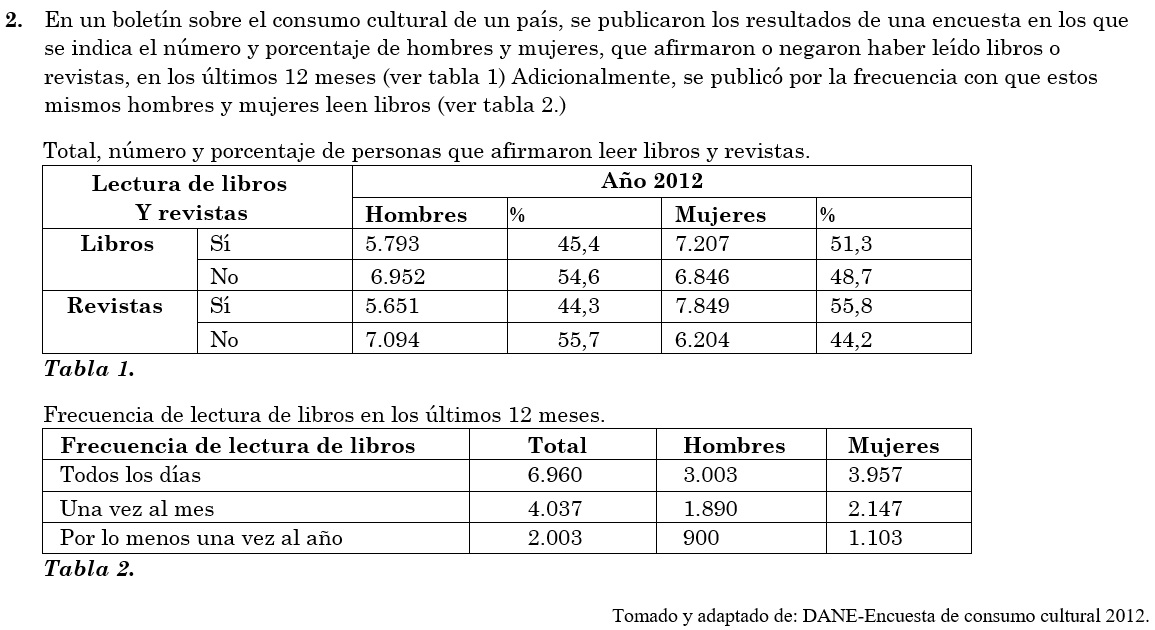 2. En un boletín sobre el consumo cultural de un país, se publicaron los resultados de una encuesta en los que
se indica el número y porcentaje de hombres y mujeres, que afirmaron o negaron haber leído libros o
revistas, en los últimos 12 meses (ver tabla 1) Adicionalmente, se publicó por la frecuencia con que estos
mismos hombres y mujeres leen libros (ver tabla 2.)
Total, número y porcentaje de personas que afirmaron leer libros y revistas.
Lectura de libros Año 2012
Y revistas Hombres % Mujeres %
Libros Sí 5.793 45,4 7.207 51,3
No 6.952 54,6 6.846 48,7
Revistas Sí 5.651 44,3 7.849 55,8
No 7.094 55,7 6.204 44,2
Tabla 1.
Frecuencia de lectura de libros en los últimos 12 meses.
Frecuencia de lectura de libros Total Hombres Mujeres
Todos los días 6.960 3.003 3.957
Una vez al mes 4.037 1.890 2.147
Por lo menos una vez al año 2.003 900 1.103
Tabla 2.
Tomado y adaptado de: DANE-Encuesta de consumo cultural 2012.